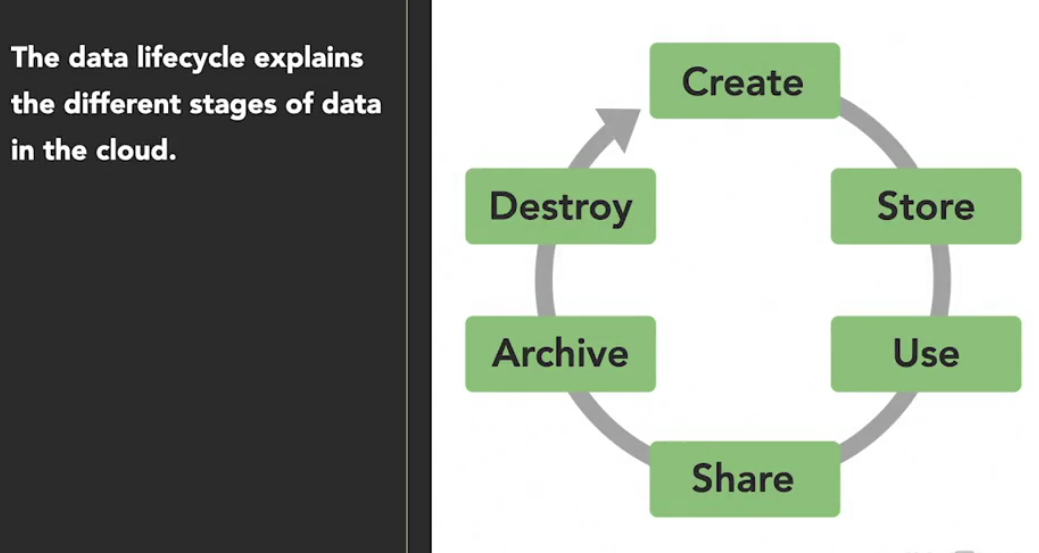 The data lifecycle explains
the different stages of data
in the cloud.
Create
Store
Use
Share
Archive
Destroy